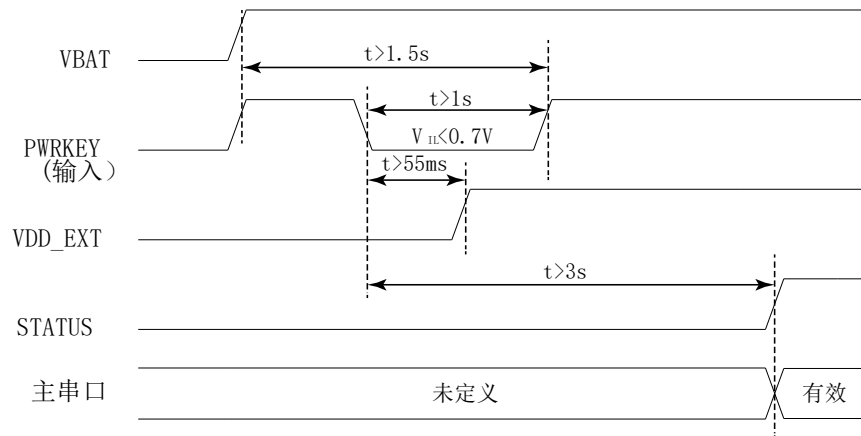 VBAT
t>1.5s
t>1s
PWRKEY
(输入）
V IL<0.7V
t>55ms
VDD_EXT
t>3s
STATUS
主串口
未定义
有效